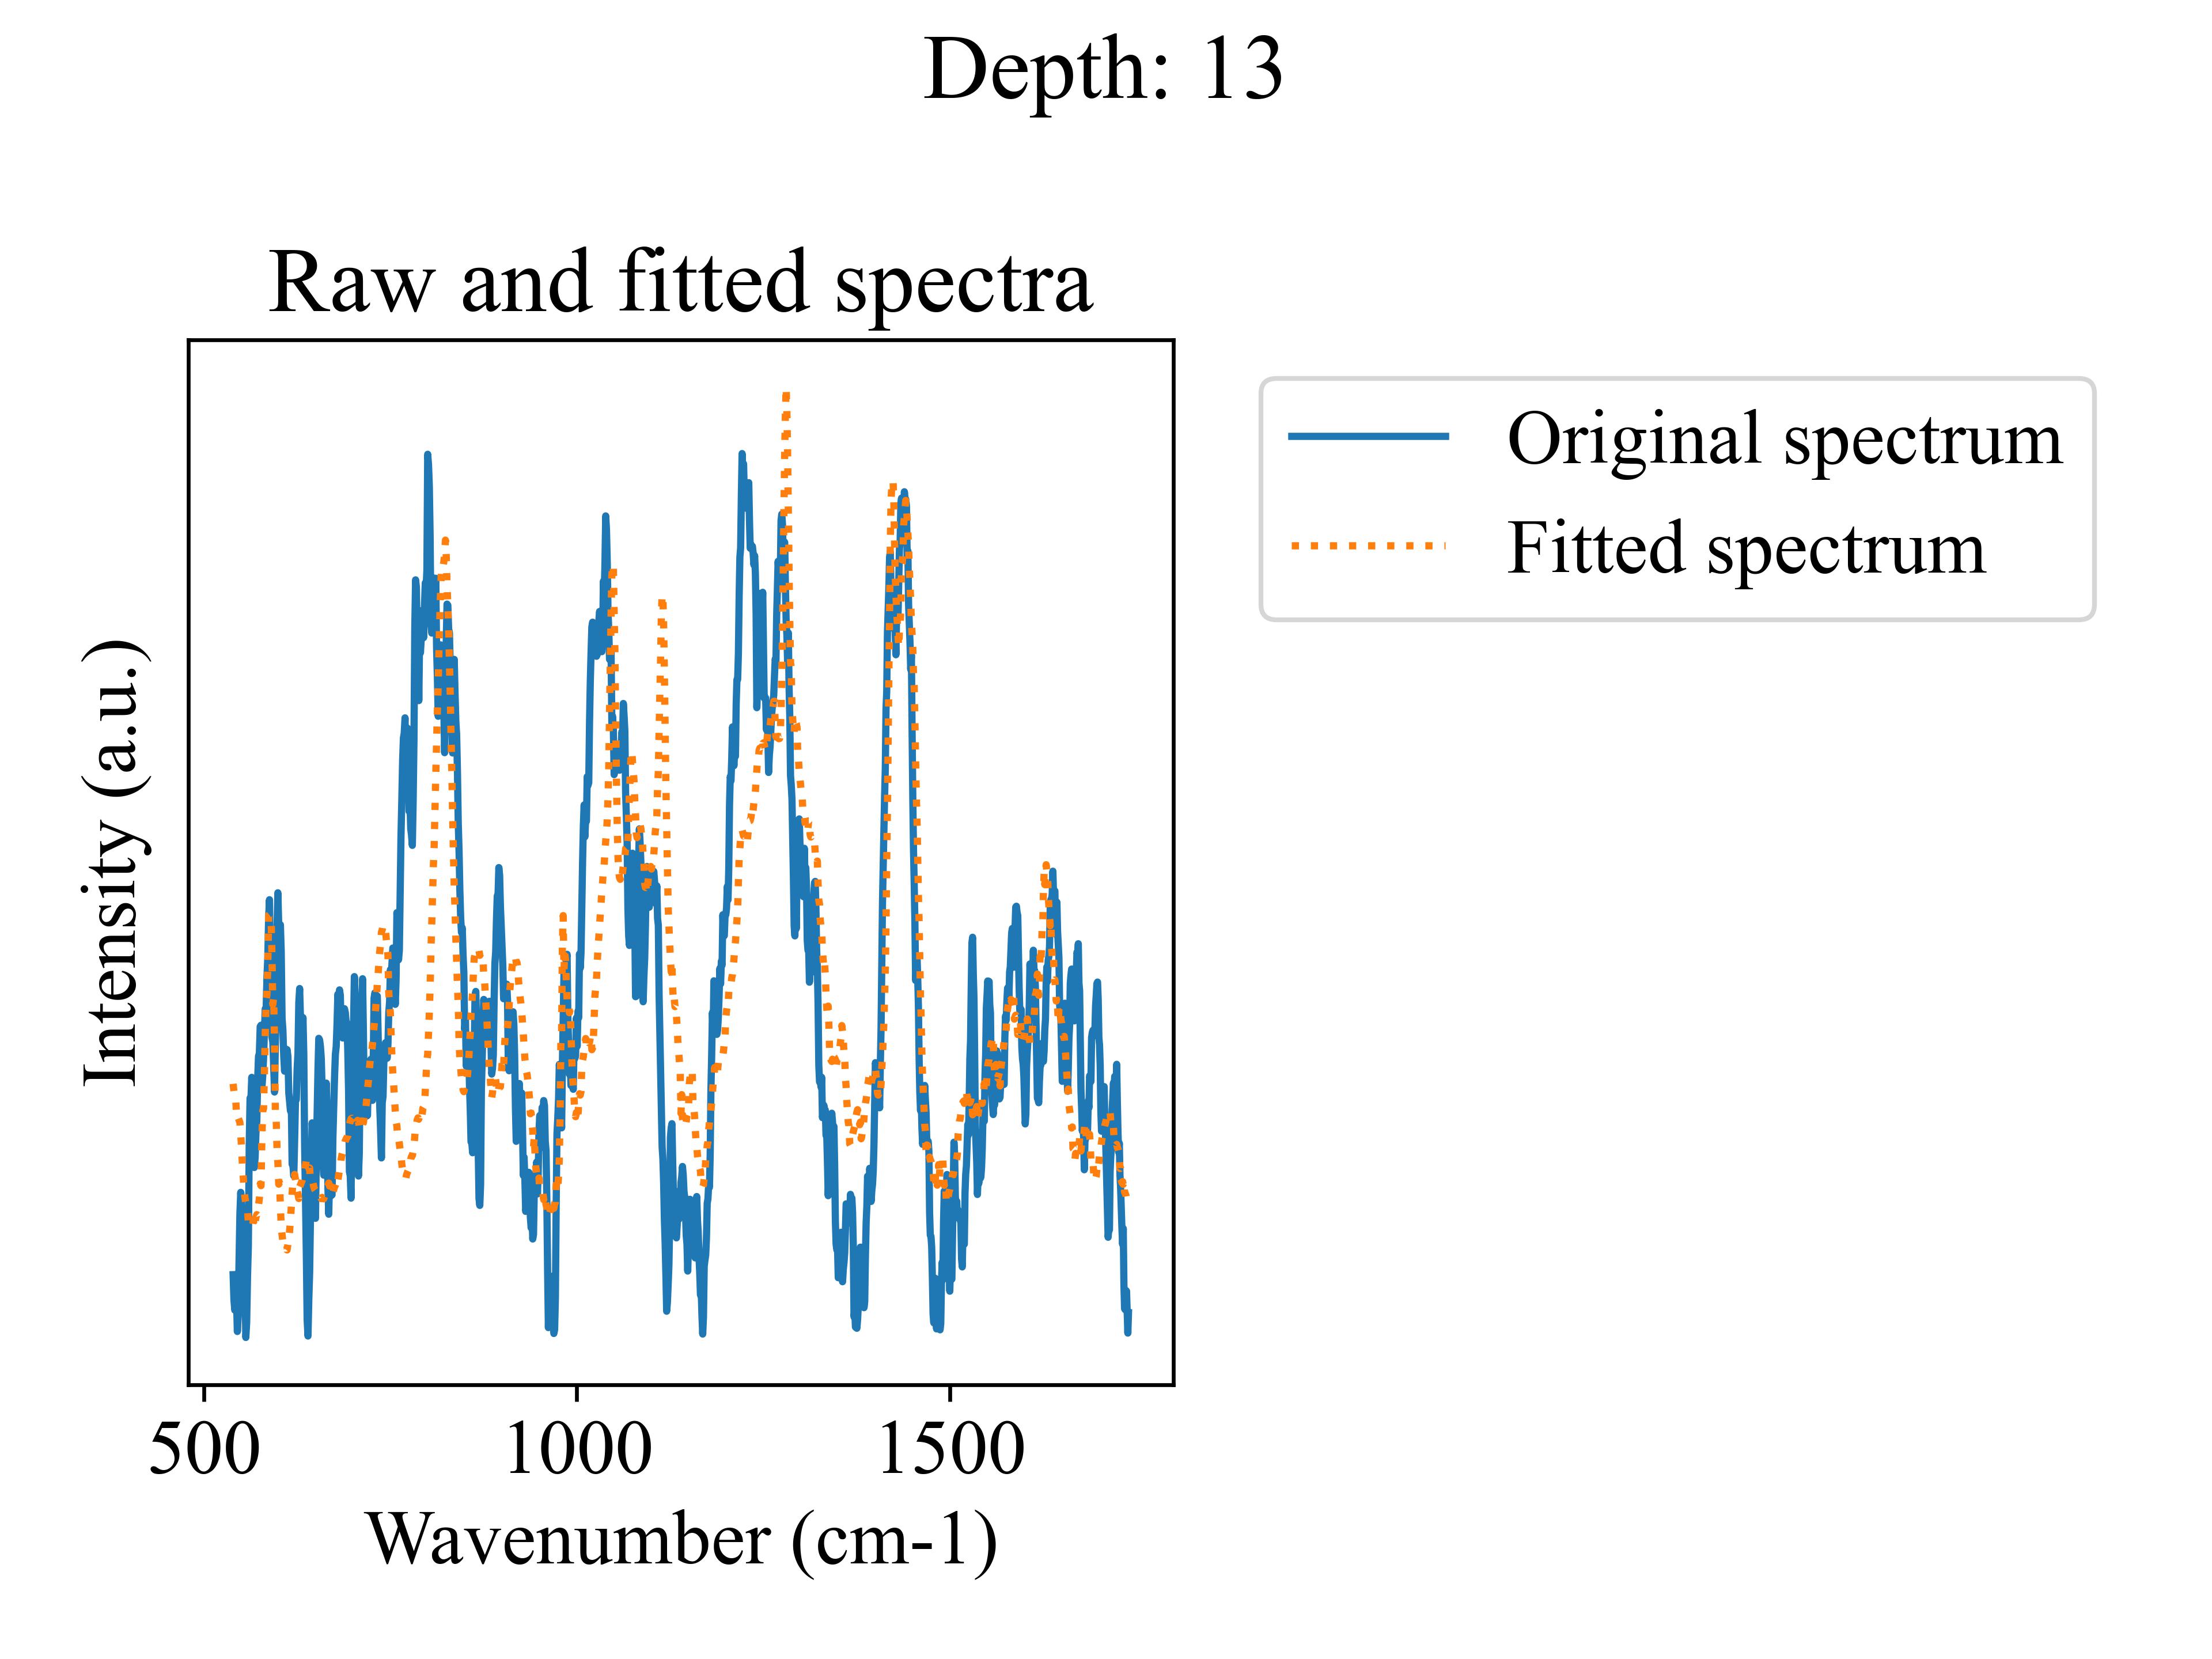 Depth: 13
Raw and fitted spectra
Original spectrum
Fitted spectrum
Intensity (a.u.)
500 1000 1500
Wavenumber (cm-1)